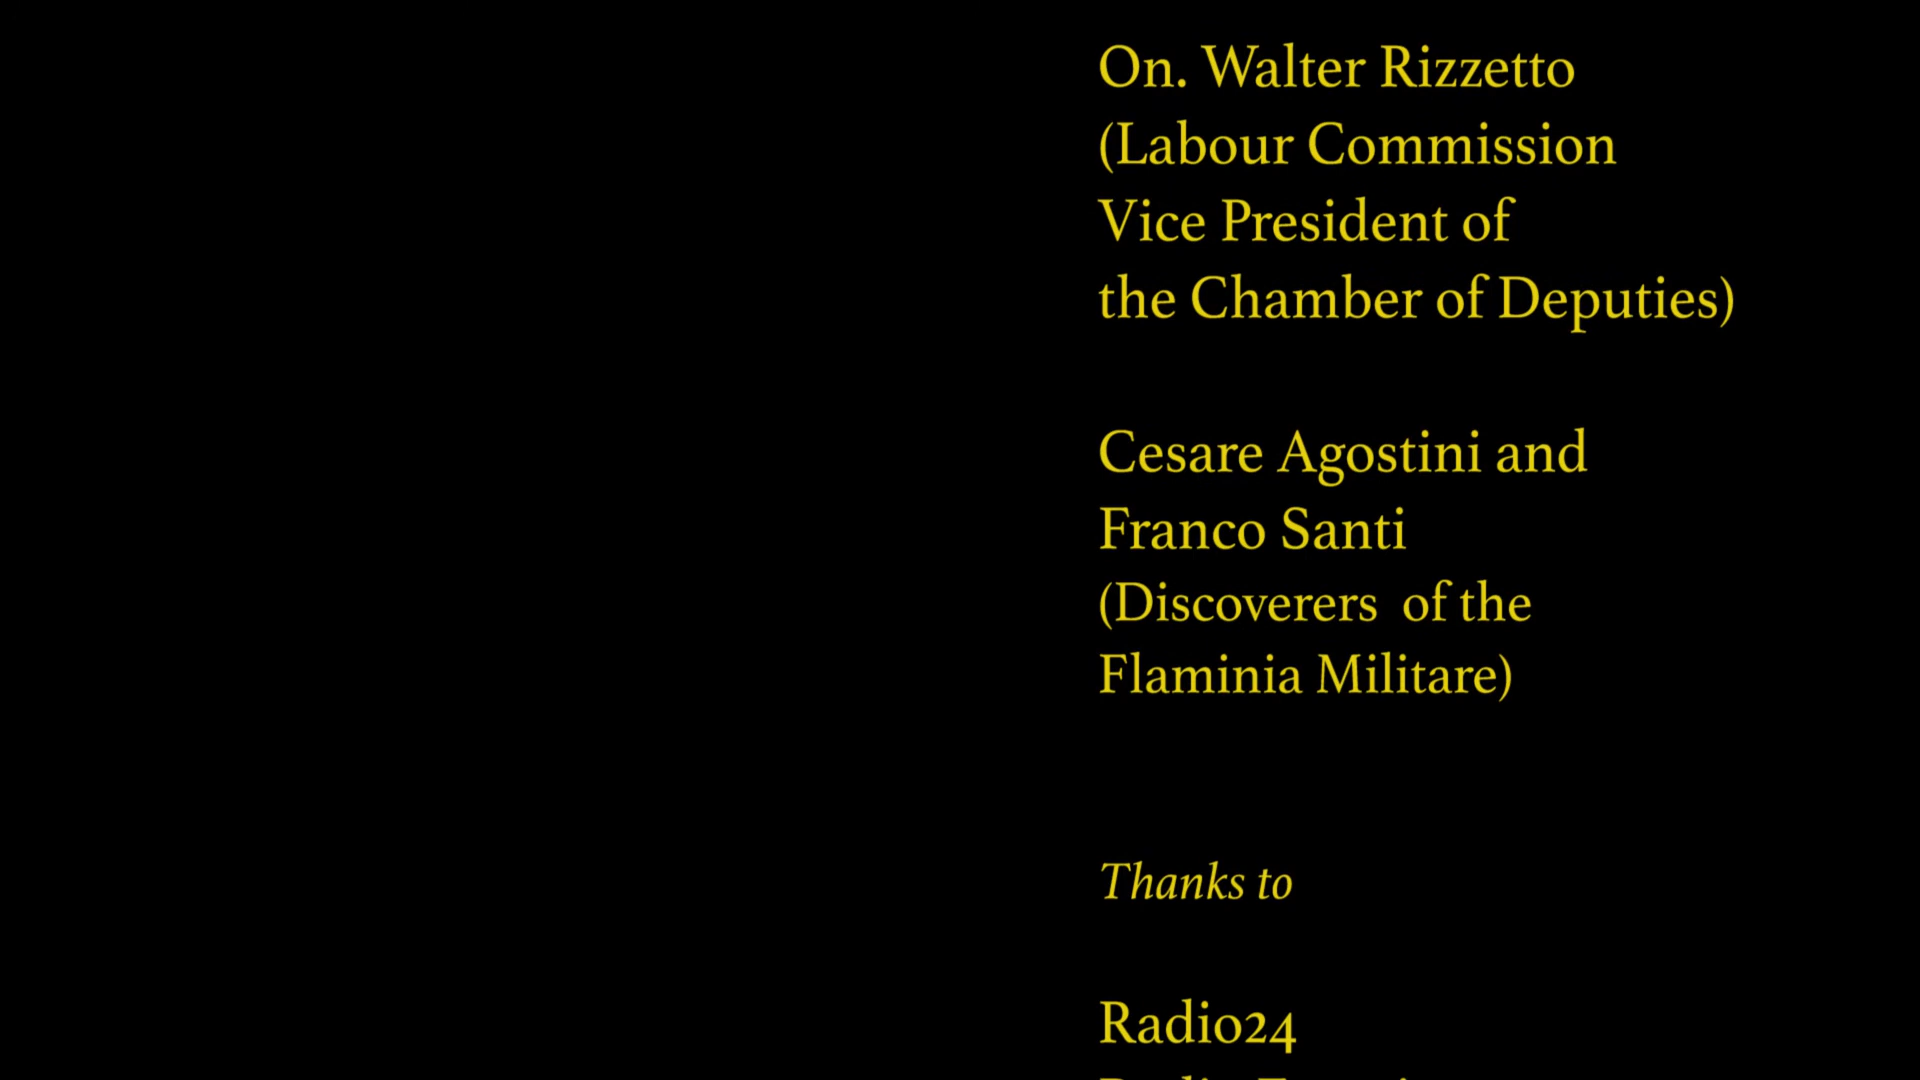 On. Walter Rizzetto
(Labour Commission
Vice President of
the Chamber of Deputies)
Cesare Agostini and
Franco Santi
(Discoverers of the
Flaminia Militare)
Thanks to
Radio24